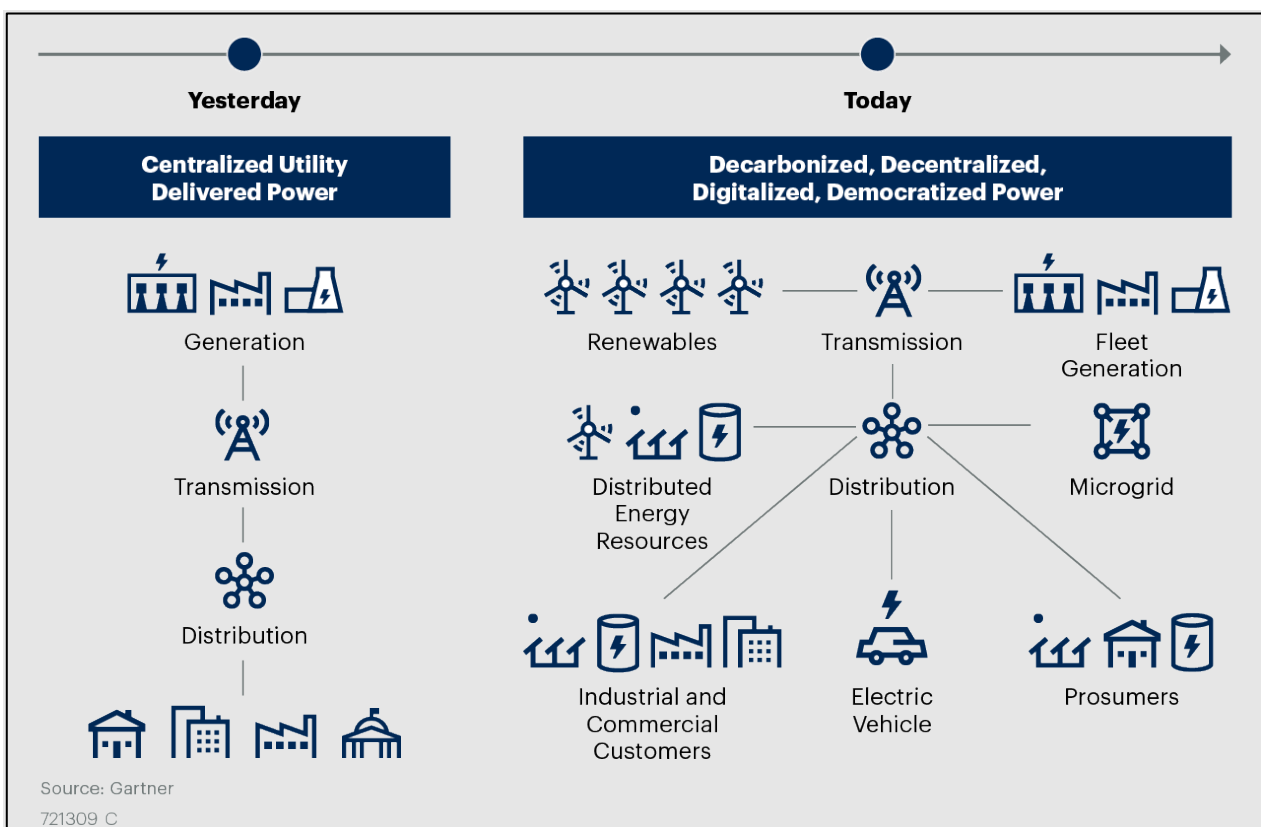 Yesterday
Today
Centralized Utility
Delivered Power
Decarbonized, Decentralized,
Digitalized, Democratized Power
Generation
Transmission
Distribution
Renewables
Transmission
Fleet
Generation
Distributed
Energy
Resources
Distribution
Microgrid
Industrial and
Commercial
Customers
Electric
Vehicle
Prosumers
Source: Gartner
721309 C